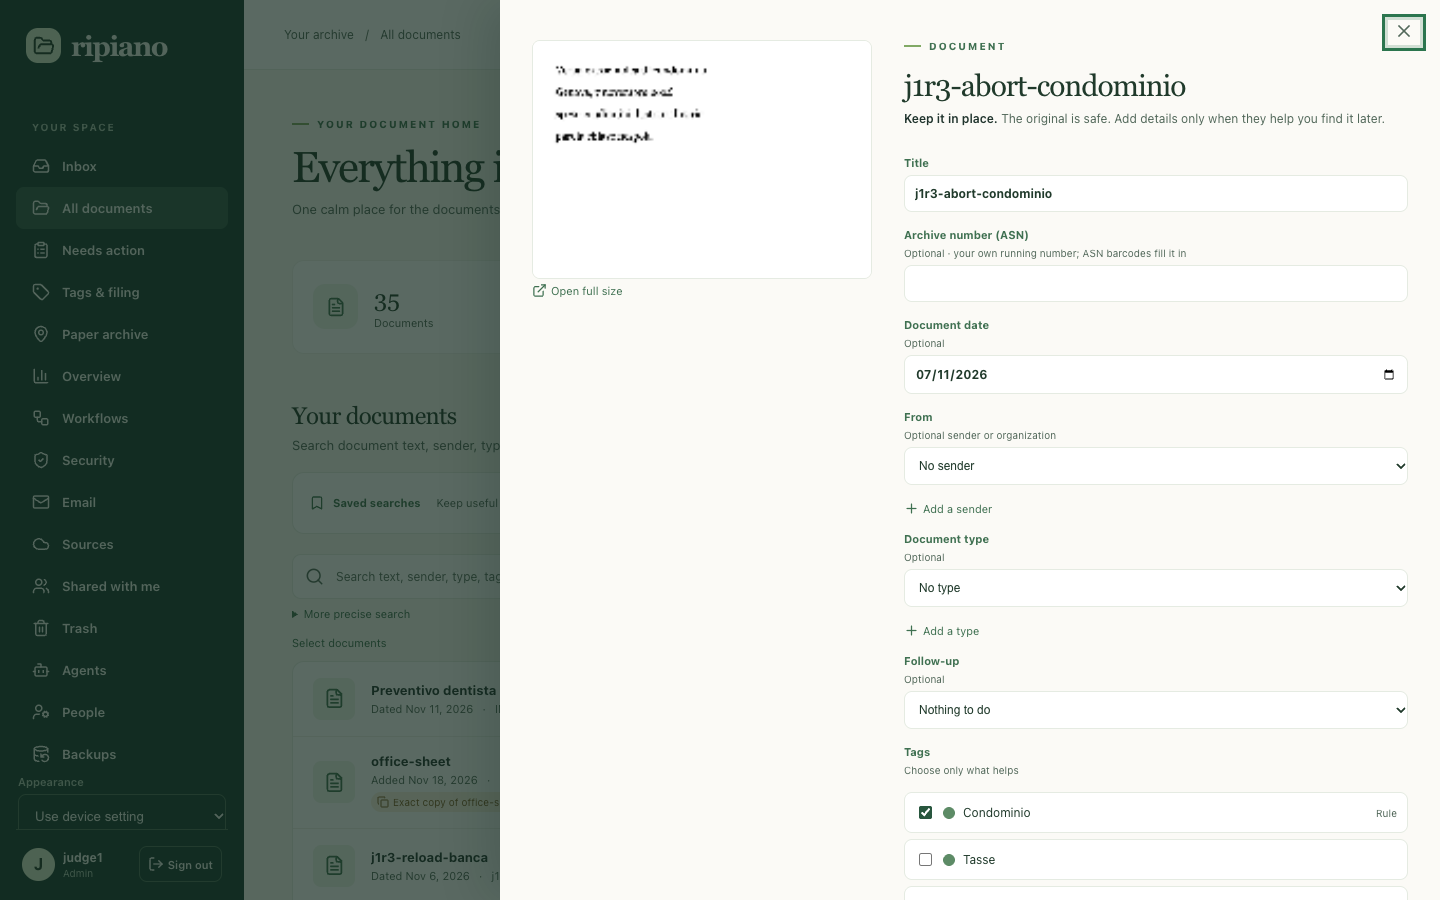 ripiano
YOUR SPACE
Inbox
All documents
Needs action
Tags & filing
Paper archive
Overview
Workflows
Security
Email
Sources
Shared with me
Trash
Agents
People
Backups
Appearance
Use device setting
J
judge1
Admin
Sign out
Your archive / All documents
YOUR DOCUMENT HOME
Everything
One calm place for the documents
35
Documents
Your documents
Search document text, sender,
Saved searches Keep useful
Search text, sender, type,
More precise search
Select documents
Preventivo dentista
Dated Nov 11, 2026 ·
office-sheet
Added Nov 18, 2026 ·
Exact copy of
j1r3-reload-banca
Dated Nov 6, 2026 ·
Open full size
DOCUMENT
j1r3-abort-condominio
Keep it in place. The original is safe. Add details only when they help you find it later.
Title
j1r3-abort-condominio
Archive number (ASN)
Optional · your own running number; ASN barcodes fill it in
Document date
Optional
07/11/2026
From
Optional sender or organization
No sender
Add a sender
Document type
Optional
No type
Add a type
Follow-up
Optional
Nothing to do
Tags
Choose only what helps
Condominio Rule
Tasse